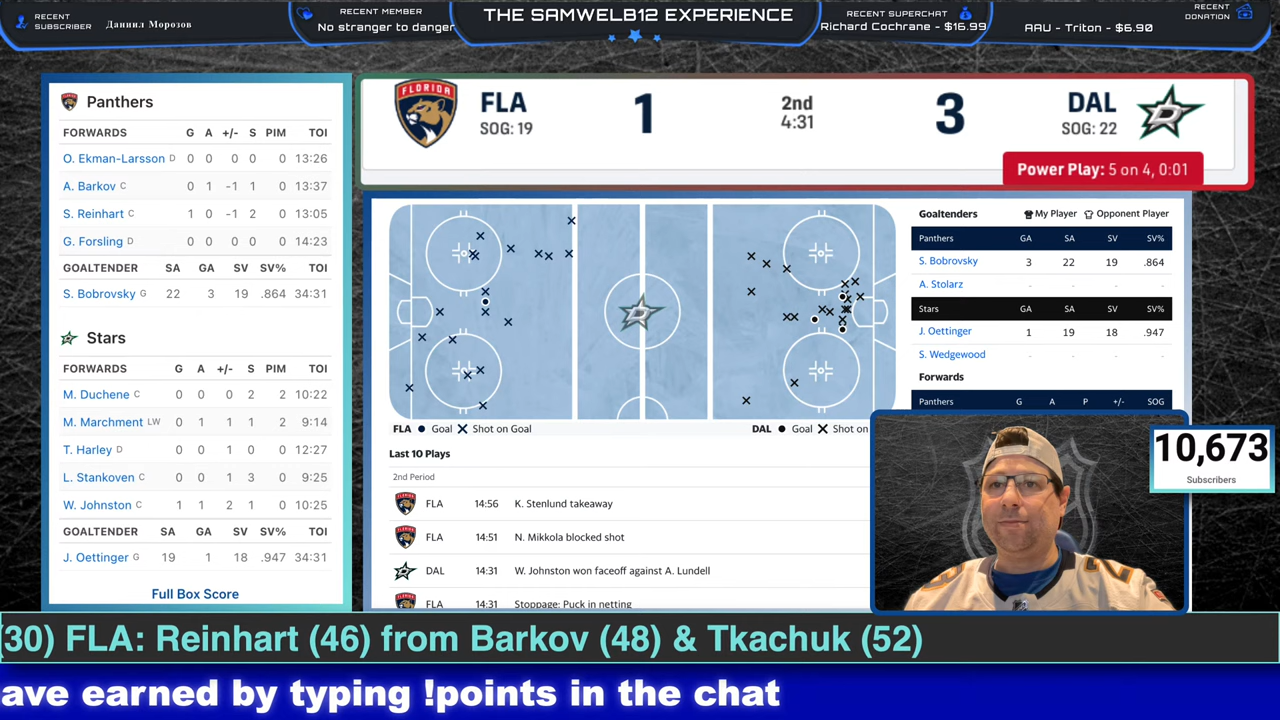 RECENT SUBSCRIBER
Даниил Морозов
RECENT MEMBER
No stranger to danger
THE SAMWELB12 EXPERIENCE
RECENT SUPERCHAT
Richard Cochrane - $16.99
AAU - Triton - $6.90
RECENT DONATION
Panthers
FORWARDS G A +/- S PIM TOI
O. Ekman-Larsson D 0 0 0 0 0 13:26
A. Barkov C 0 1 -1 1 0 13:37
S. Reinhart C 1 0 -1 2 0 13:05
G. Forsling D 0 0 0 0 0 14:23
GOALTENDER SA GA SV SV% TOI
S. Bobrovsky G 22 3 19 .864 34:31
Stars
FORWARDS G A +/- S PIM TOI
M. Duchene C 0 0 0 2 2 10:22
M. Marchment LW 0 1 1 1 2 9:14
T. Harley D 0 0 1 0 0 12:27
L. Stankoven C 0 0 1 3 0 9:25
W. Johnston C 1 1 2 1 0 10:25
GOALTENDER SA GA SV SV% TOI
J. Oettinger G 19 1 18 .947 34:31
Full Box Score
FLORIDA
FLA
SOG: 19
1
2nd
4:31
3
DAL
SOG: 22
Power Play: 5 on 4, 0:01
FLA Goal Shot on Goal
DAL Goal Shot on
Last 10 Plays
2nd Period
FLA 14:56 K. Stenlund takeaway
FLA 14:51 N. Mikkola blocked shot
DAL 14:31 W. Johnston won faceoff against A. Lundell
FLA 14:31 Stoppage: Puck in netting
Goaltenders My Player Opponent Player
Panthers GA SA SV SV%
S. Bobrovsky 3 22 19 .864
A. Stolarz - - - -
Stars GA SA SV SV%
J. Oettinger 1 19 18 .947
S. Wedgewood - - - -
Forwards
Panthers G A P +/- SOG
10,673
Subscribers
(30) FLA: Reinhart (46) from Barkov (48) & Tkachuk (52)
ave earned by typing !points in the chat